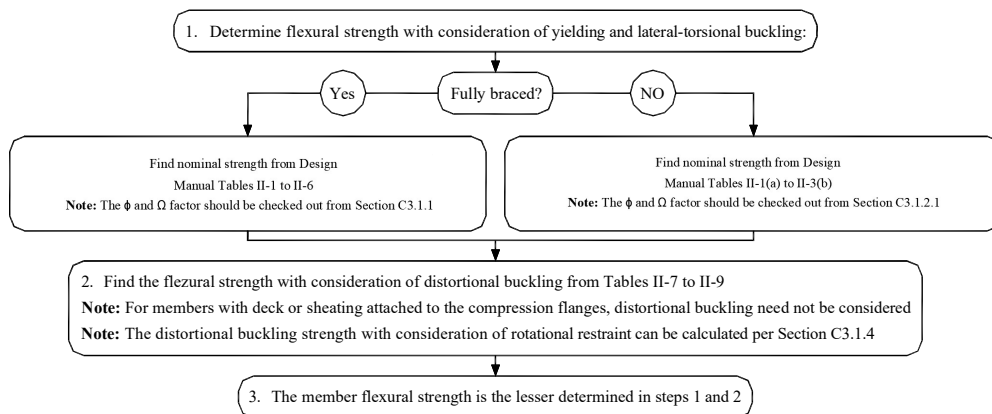 1. Determine flexural strength with consideration of yielding and lateral-torsional buckling:
Yes
Fully braced?
NO
Find nominal strength from Design
Manual Tables II-1 to II-6
Note: The ϕ and Ω factor should be checked out from Section C3.1.1
Find nominal strength from Design
Manual Tables II-1(a) to II-3(b)
Note: The ϕ and Ω factor should be checked out from Section C3.1.2.1
2. Find the flezural strength with consideration of distortional buckling from Tables II-7 to II-9
Note: For members with deck or sheating attached to the compression flanges, distortional buckling need not be considered
Note: The distortional buckling strength with consideration of rotational restraint can be calculated per Section C3.1.4
3. The member flexural strength is the lesser determined in steps 1 and 2